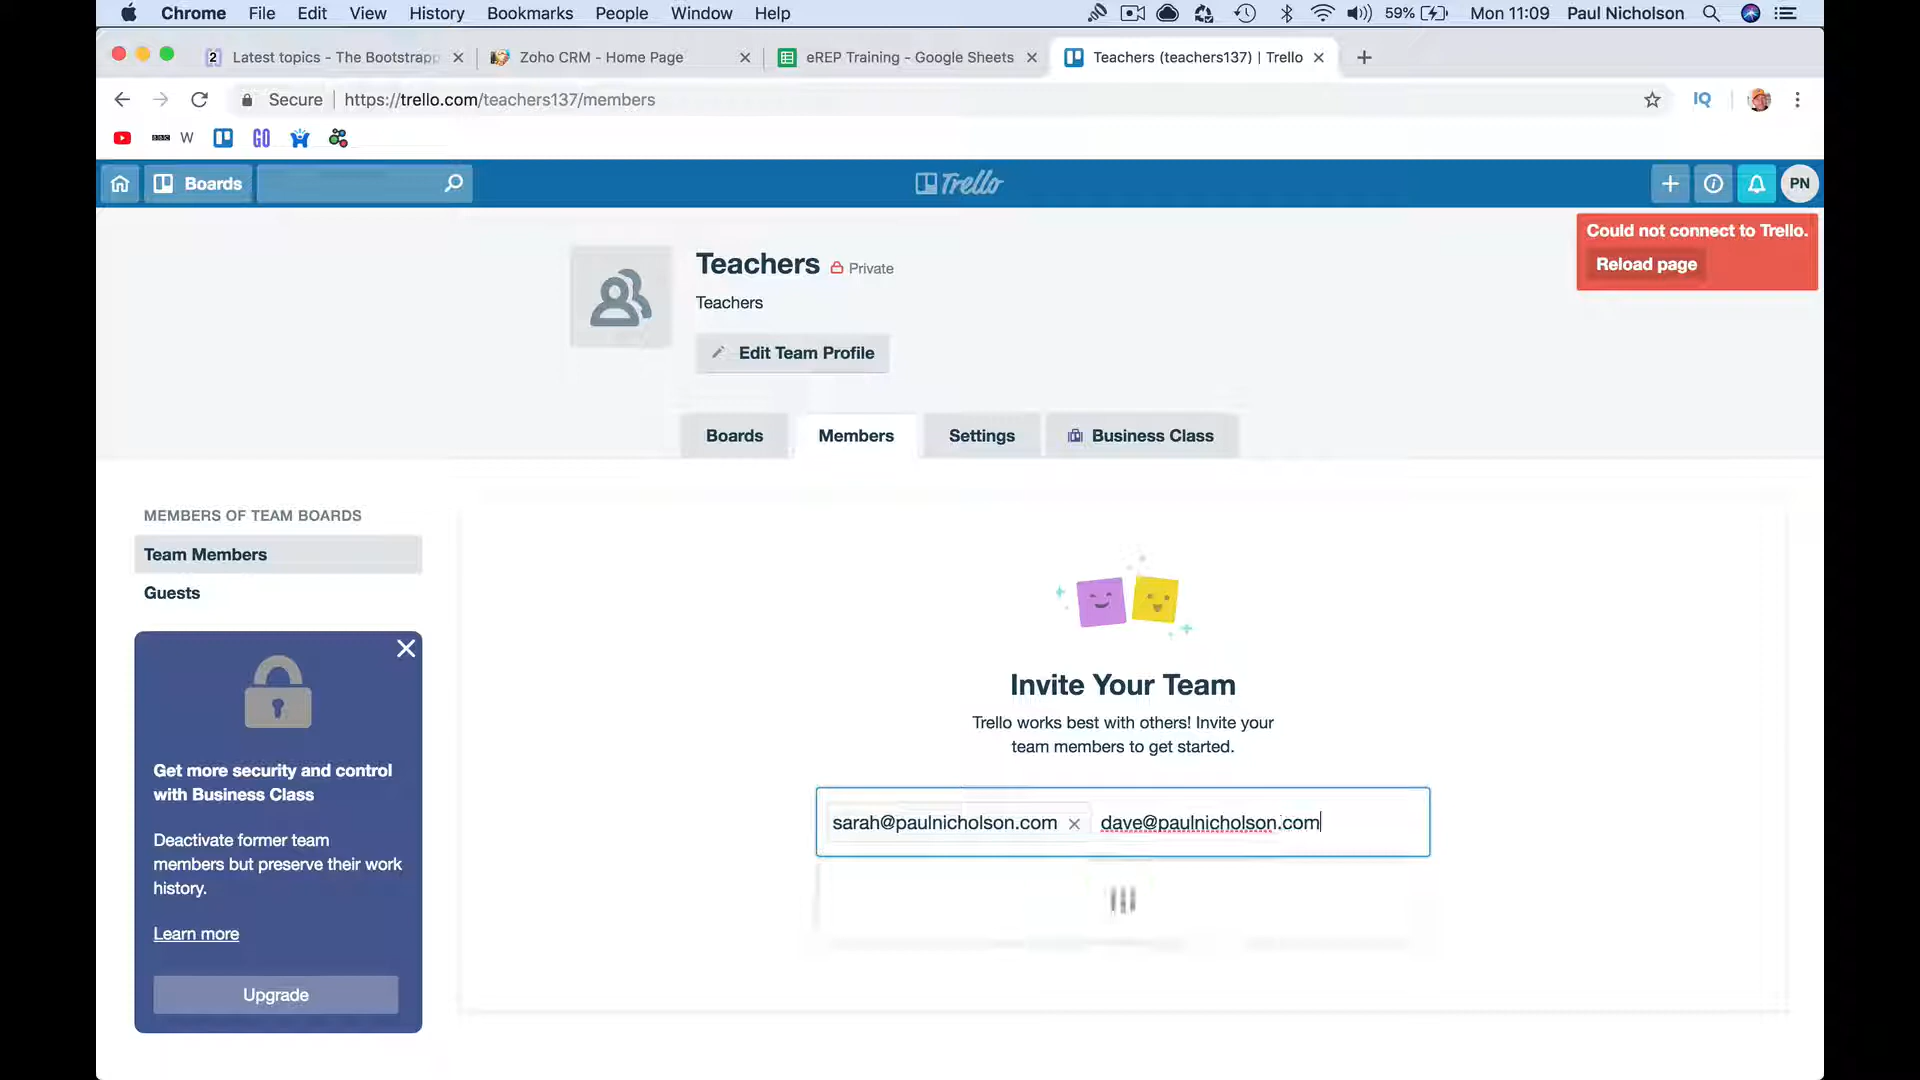 Chrome File Edit View History Bookmarks People Window Help 59% Mon 11:09 Paul Nicholson
2 Latest topics - The Bootstrapp Zoho CRM - Home Page eREP Training - Google Sheets Teachers (teachers137) | Trello
Secure https://trello.com/teachers137/members IQ
BBC W GO
Boards Trello PN
Could not connect to Trello.
Reload page
Teachers Private
Teachers
Edit Team Profile
Boards Members Settings Business Class
MEMBERS OF TEAM BOARDS
Team Members
Guests
Get more security and control
with Business Class
Deactivate former team
members but preserve their work
history.
Learn more
Upgrade
Invite Your Team
Trello works best with others! Invite your
team members to get started.
sarah@paulnicholson.com dave@paulnicholson.com